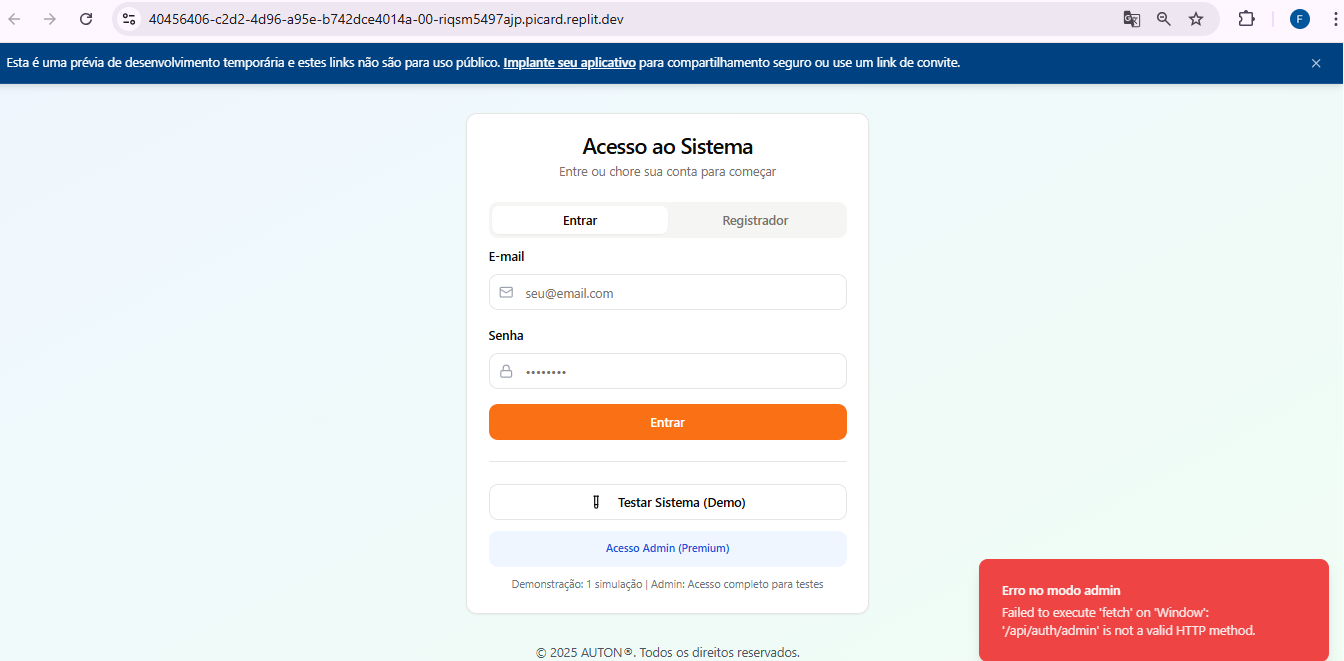 40456406-c2d2-4d96-a95e-b742dce4014a-00-riqsm5497ajp.picard.replit.dev
F
Esta é uma prévia de desenvolvimento temporária e estes links não são para uso público. Implante seu aplicativo para compartilhamento seguro ou use um link de convite.
Acesso ao Sistema
Entre ou chore sua conta para começar
Entrar
Registrador
E-mail
seu@email.com
Senha
••••••••
Entrar
Testar Sistema (Demo)
Acesso Admin (Premium)
Demonstração: 1 simulação | Admin: Acesso completo para testes
Erro no modo admin
Failed to execute 'fetch' on 'Window':
'/api/auth/admin' is not a valid HTTP method.
© 2025 AUTON®. Todos os direitos reservados.